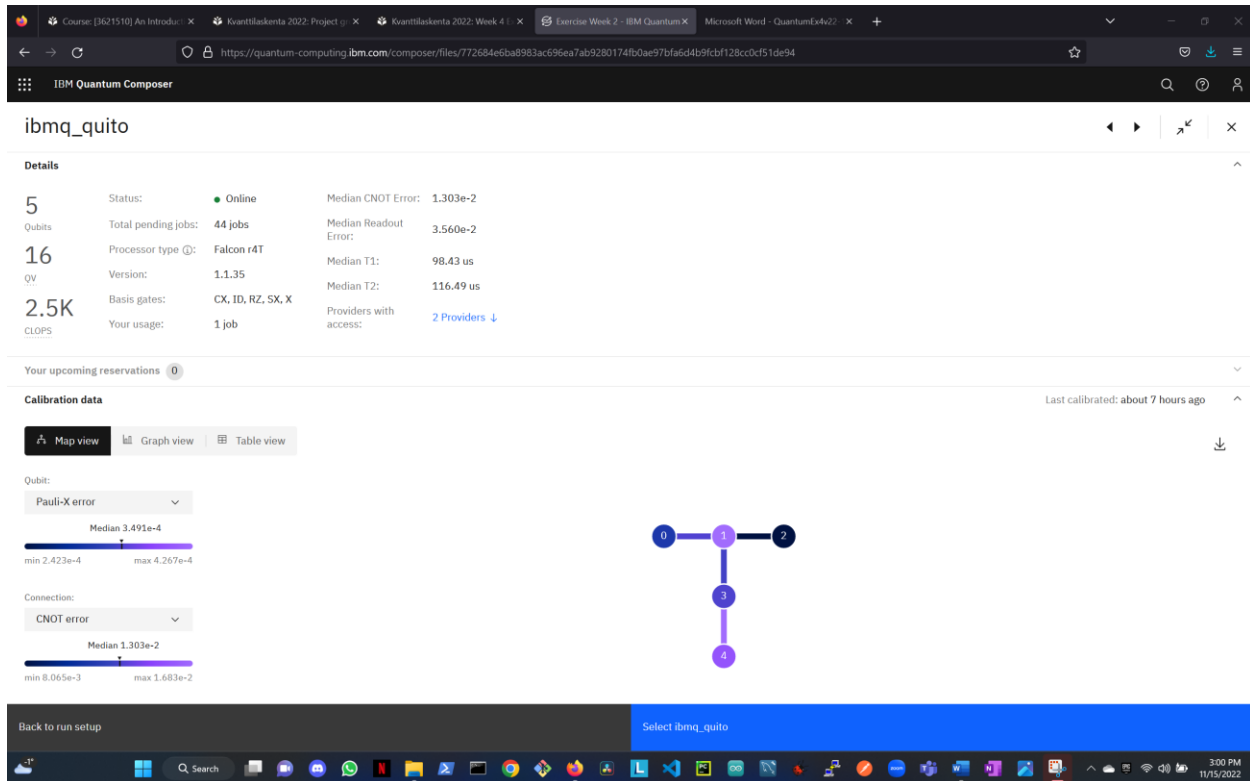 Course: [3621510] An Introduc
Kvanttilaskenta 2022: Project gr
Kvanttilaskenta 2022: Week 4 E
Exercise Week 2 - IBM Quantum
Microsoft Word - QuantumEx4v22
https://quantum-computing.ibm.com/composer/files/772684e6ba8983ac696ea7ab9280174fb0ae97bfa6d4b9fcbf128cc0cf51de94
IBM Quantum Composer
ibmq_quito
Details
5
Qubits
16
QV
2.5K
CLOPS
Status: Online
Total pending jobs: 44 jobs
Processor type: Falcon r4T
Version: 1.1.35
Basis gates: CX, ID, RZ, SX, X
Your usage: 1 job
Median CNOT Error: 1.303e-2
Median Readout
Error: 3.560e-2
Median T1: 98.43 us
Median T2: 116.49 us
Providers with
access: 2 Providers ↓
Your upcoming reservations 0
Calibration data
Last calibrated: about 7 hours ago
Map view
Graph view
Table view
Qubit:
Pauli-X error
Median 3.491e-4
min 2.423e-4 max 4.267e-4
Connection:
CNOT error
Median 1.303e-2
min 8.065e-3 max 1.683e-2
0 1 2
3
4
Back to run setup
Select ibmq_quito
-1°
Search
3:00 PM
11/15/2022